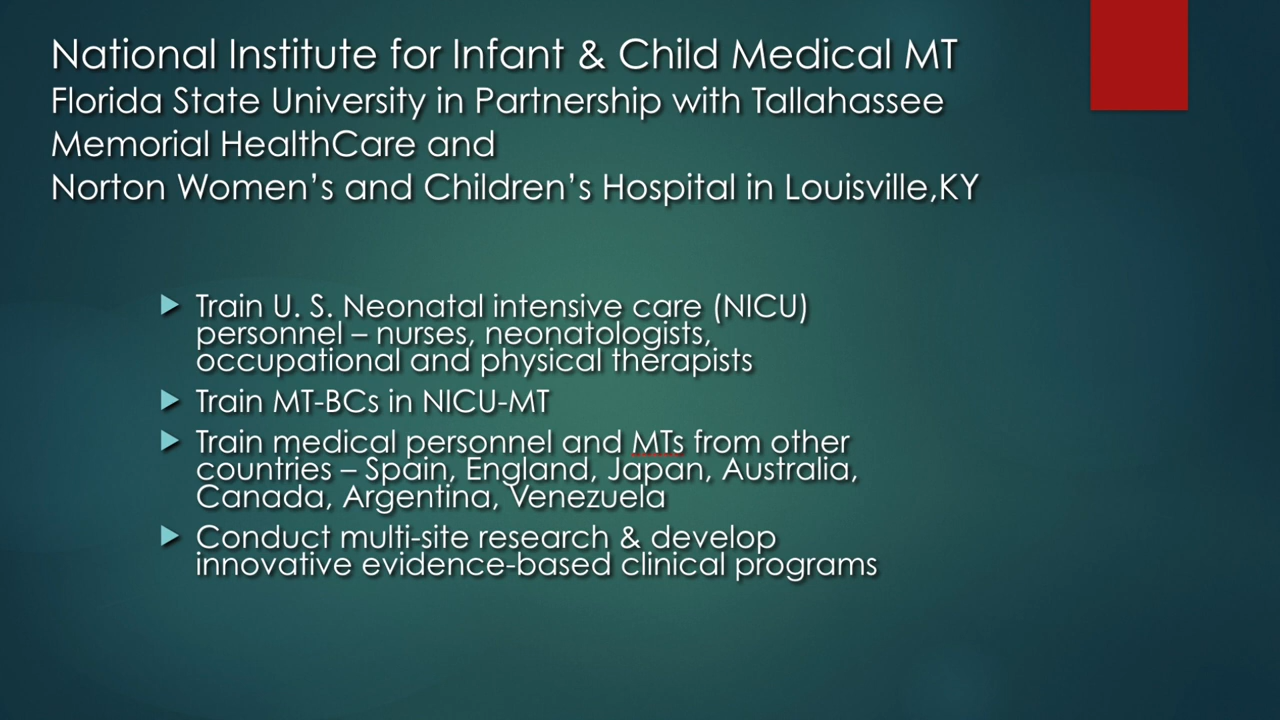 National Institute for Infant & Child Medical MT
Florida State University in Partnership with Tallahassee
Memorial HealthCare and
Norton Women’s and Children’s Hospital in Louisville,KY
Train U. S. Neonatal intensive care (NICU)
personnel – nurses, neonatologists,
occupational and physical therapists
Train MT-BCs in NICU-MT
Train medical personnel and MTs from other
countries – Spain, England, Japan, Australia,
Canada, Argentina, Venezuela
Conduct multi-site research & develop
innovative evidence-based clinical programs